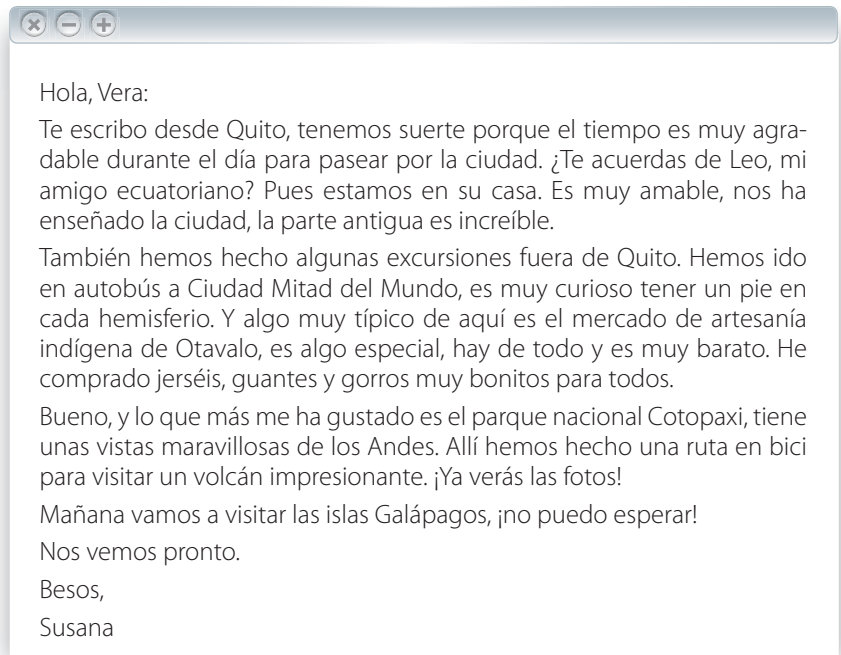 Hola, Vera:
Te escribo desde Quito, tenemos suerte porque el tiempo es muy agra-
dable durante el día para pasear por la ciudad. ¿Te acuerdas de Leo, mi
amigo ecuatoriano? Pues estamos en su casa. Es muy amable, nos ha
enseñado la ciudad, la parte antigua es increíble.
También hemos hecho algunas excursiones fuera de Quito. Hemos ido
en autobús a Ciudad Mitad del Mundo, es muy curioso tener un pie en
cada hemisferio. Y algo muy típico de aquí es el mercado de artesanía
indígena de Otavalo, es algo especial, hay de todo y es muy barato. He
comprado jerséis, guantes y gorros muy bonitos para todos.
Bueno, y lo que más me ha gustado es el parque nacional Cotopaxi, tiene
unas vistas maravillosas de los Andes. Allí hemos hecho una ruta en bici
para visitar un volcán impresionante. ¡Ya verás las fotos!
Mañana vamos a visitar las islas Galápagos, ¡no puedo esperar!
Nos vemos pronto.
Besos,
Susana